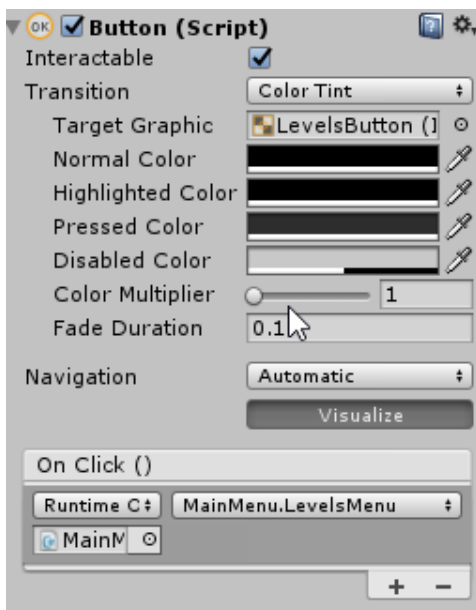 OK Button (Script)
Interactable
Transition Color Tint
Target Graphic LevelsButton (I
Normal Color
Highlighted Color
Pressed Color
Disabled Color
Color Multiplier 1
Fade Duration 0.1
Navigation Automatic
Visualize
On Click ()
Runtime C MainMenu.LevelsMenu
MainM
+ −